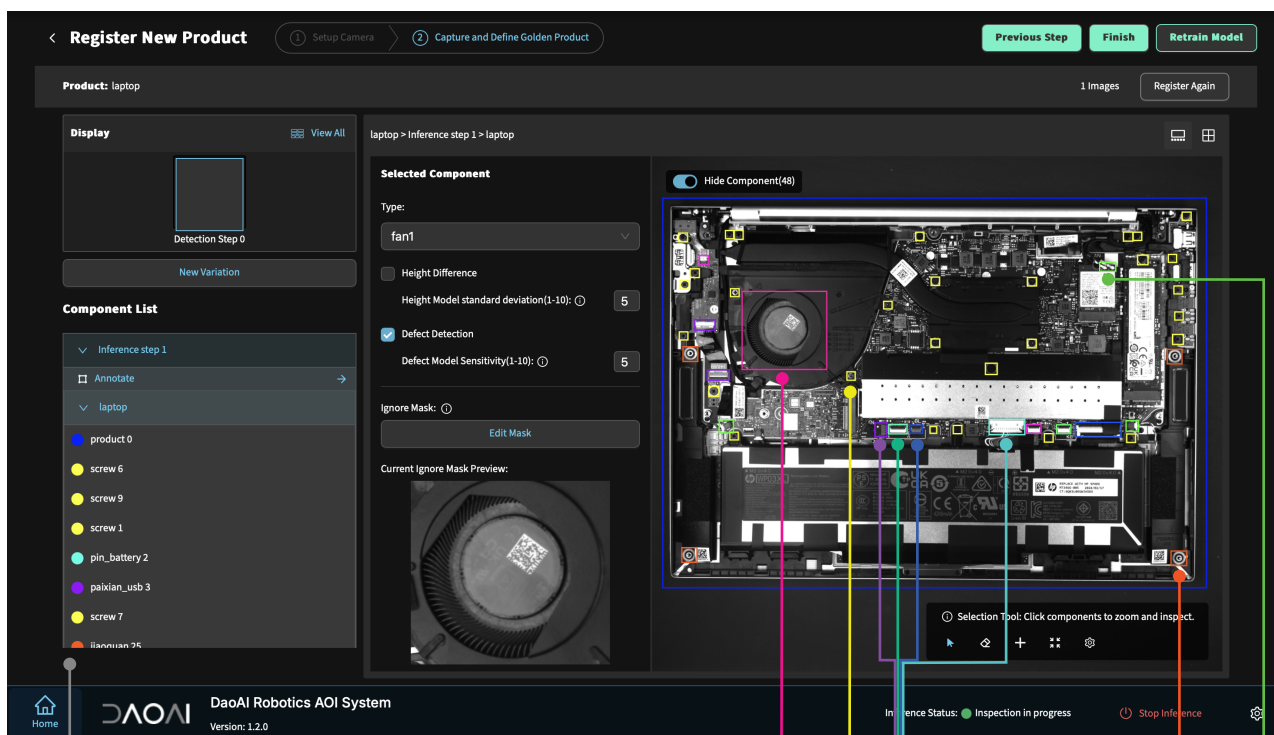 Register New Product
1 Setup Camera
2 Capture and Define Golden Product
Previous Step
Finish
Retrain Model
Product: laptop
1 Images
Register Again
Display
View All
Detection Step 0
New Variation
Component List
Inference step 1
Annotate
laptop
product 0
screw 6
screw 9
screw 1
pin_battery 2
paixian_usb 3
screw 7
jiaoquan 25
laptop > Inference step 1 > laptop
Selected Component
Type:
fan1
Height Difference
Height Model standard deviation(1-10):
5
Defect Detection
Defect Model Sensitivity(1-10):
5
Ignore Mask:
Edit Mask
Current Ignore Mask Preview:
Hide Component(48)
Selection Tool: Click components to zoom and inspect.
Home
DAOAI
DaoAI Robotics AOI System
Version: 1.2.0
Inference Status: Inspection in progress
Stop Inference